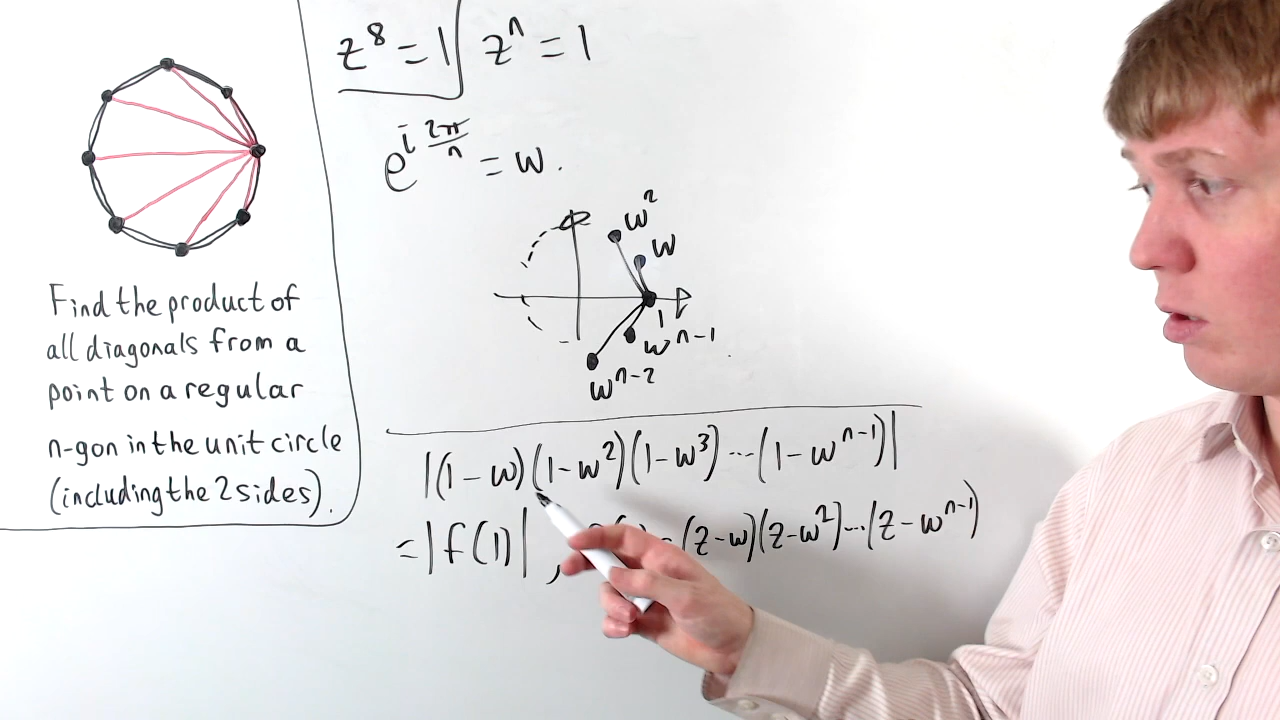 Find the product of
all diagonals from a
point on a regular
n-gon in the unit circle
(including the 2 sides).
z^8 = 1
z^n = 1
e^{i 2π/n} = w.
w^2
w
1
w^{n-1}
w^{n-2}
|(1-w)(1-w^2)(1-w^3)...(1-w^{n-1})|
= |f(1)| , (z-w)(z-w^2)...(z-w^{n-1})